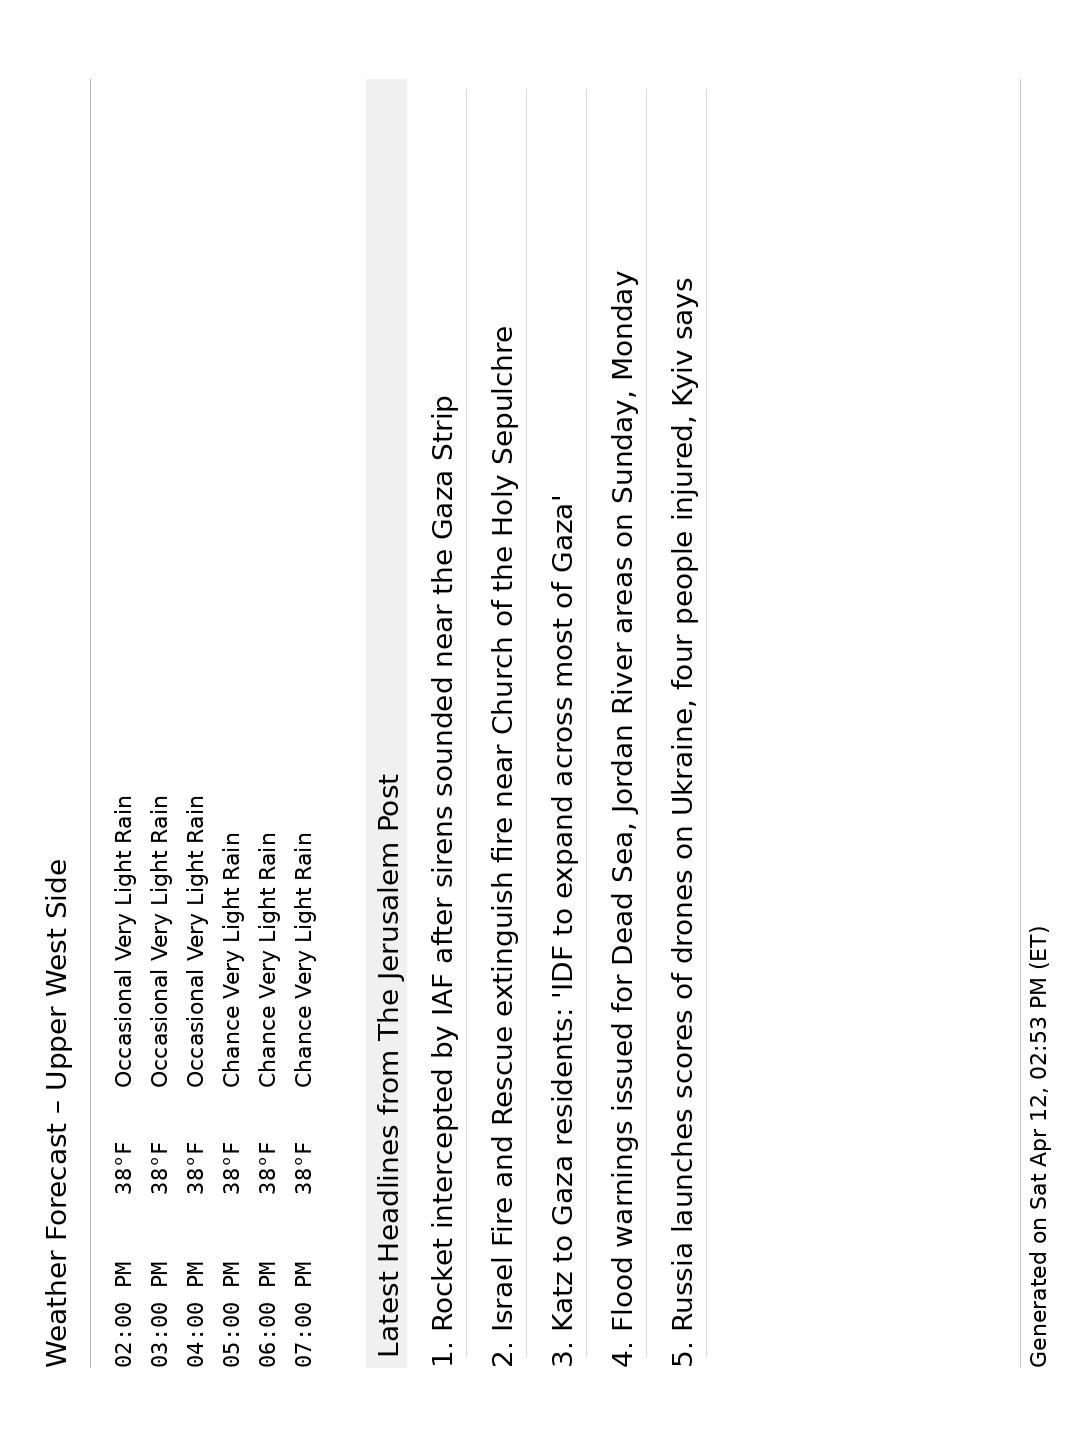 Weather Forecast – Upper West Side
02:00 PM 38°F Occasional Very Light Rain
03:00 PM 38°F Occasional Very Light Rain
04:00 PM 38°F Occasional Very Light Rain
05:00 PM 38°F Chance Very Light Rain
06:00 PM 38°F Chance Very Light Rain
07:00 PM 38°F Chance Very Light Rain
Latest Headlines from The Jerusalem Post
1. Rocket intercepted by IAF after sirens sounded near the Gaza Strip
2. Israel Fire and Rescue extinguish fire near Church of the Holy Sepulchre
3. Katz to Gaza residents: 'IDF to expand across most of Gaza'
4. Flood warnings issued for Dead Sea, Jordan River areas on Sunday, Monday
5. Russia launches scores of drones on Ukraine, four people injured, Kyiv says
Generated on Sat Apr 12, 02:53 PM (ET)